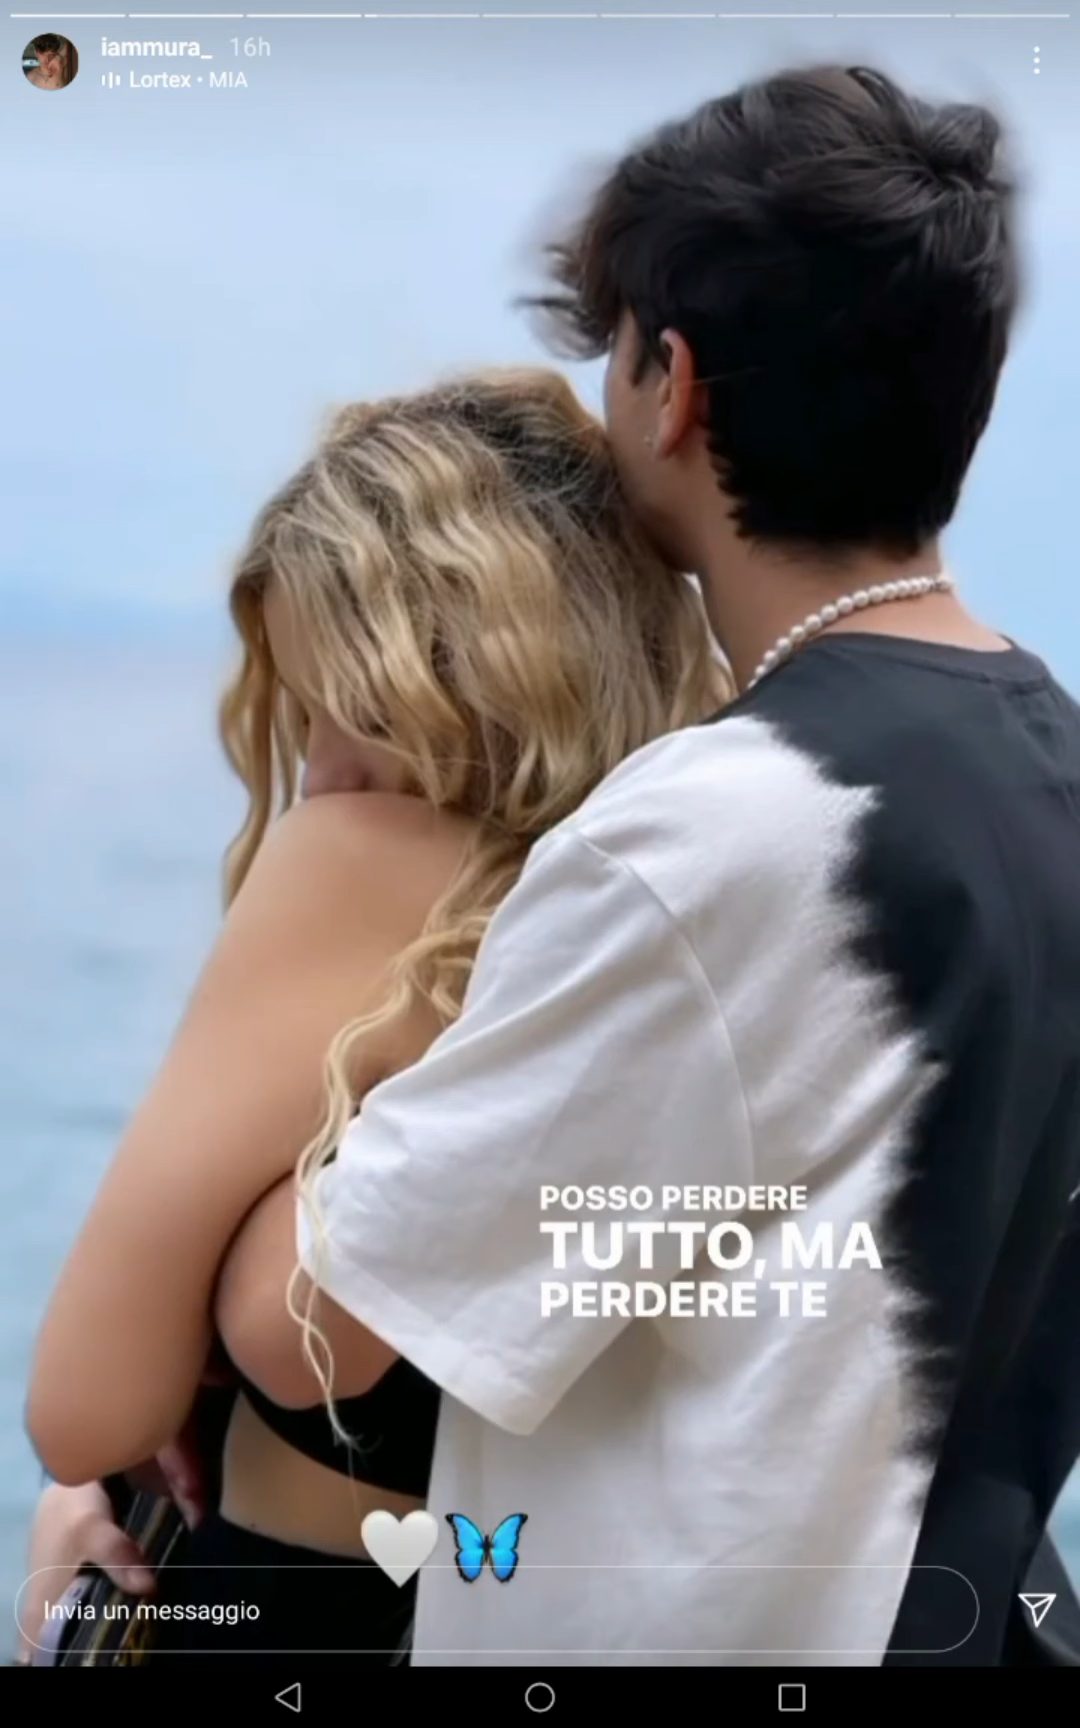 iammura_ 16h
Lortex • MIA
POSSO PERDERE
TUTTO, MA
PERDERE TE
Invia un messaggio